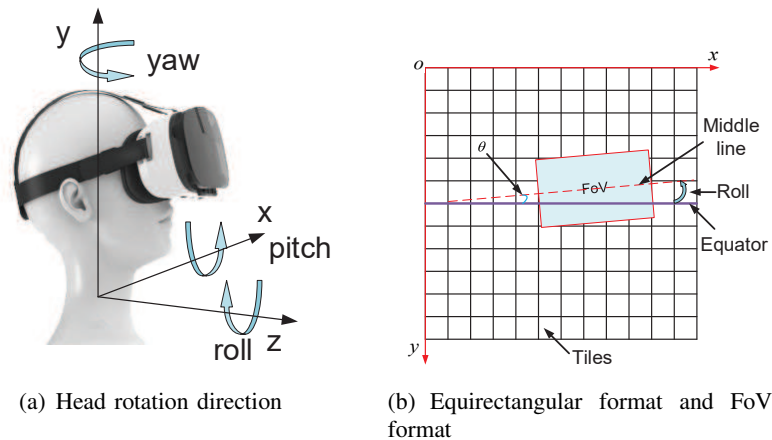 y
yaw
x
pitch
z
roll
(a) Head rotation direction
o
x
Middle
line
θ
FoV
Roll
Equator
y
Tiles
(b) Equirectangular format and FoV
format